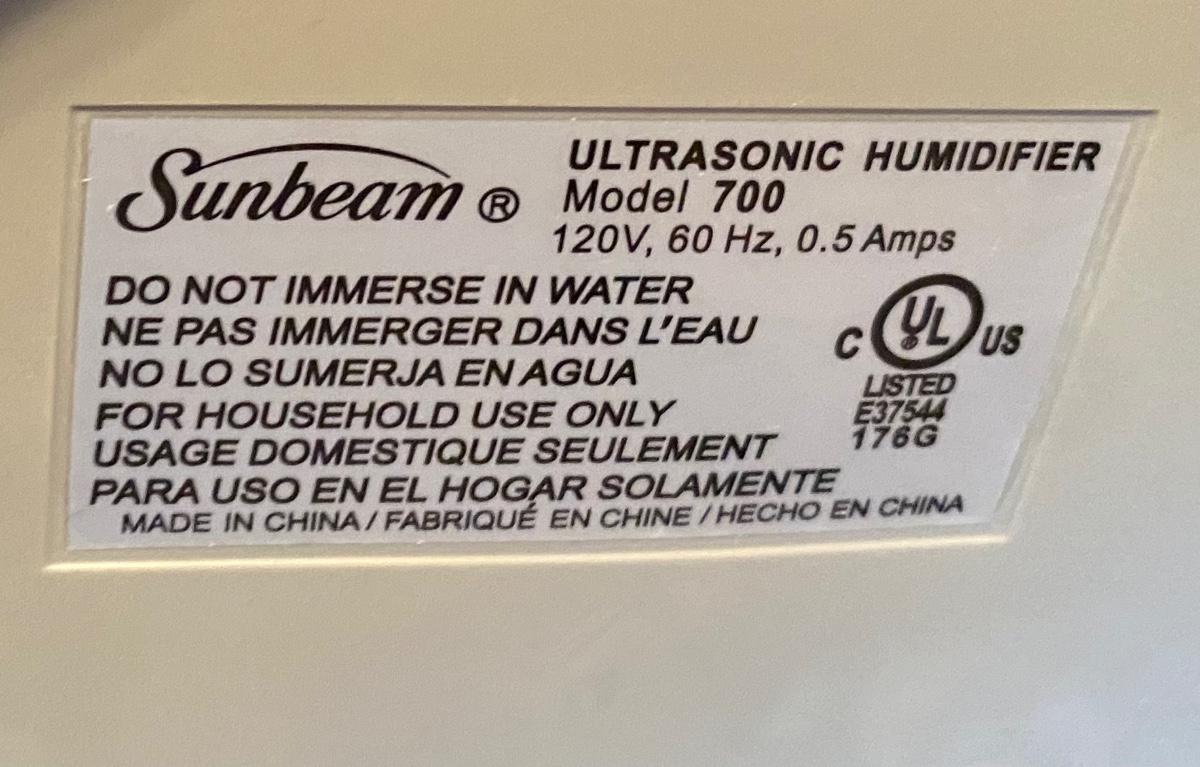 Sunbeam ®
ULTRASONIC HUMIDIFIER
Model 700
120V, 60 Hz, 0.5 Amps
DO NOT IMMERSE IN WATER
NE PAS IMMERGER DANS L'EAU
NO LO SUMERJA EN AGUA
FOR HOUSEHOLD USE ONLY
USAGE DOMESTIQUE SEULEMENT
PARA USO EN EL HOGAR SOLAMENTE
MADE IN CHINA / FABRIQUÉ EN CHINE / HECHO EN CHINA
C UL ® US
LISTED
E37544
176G